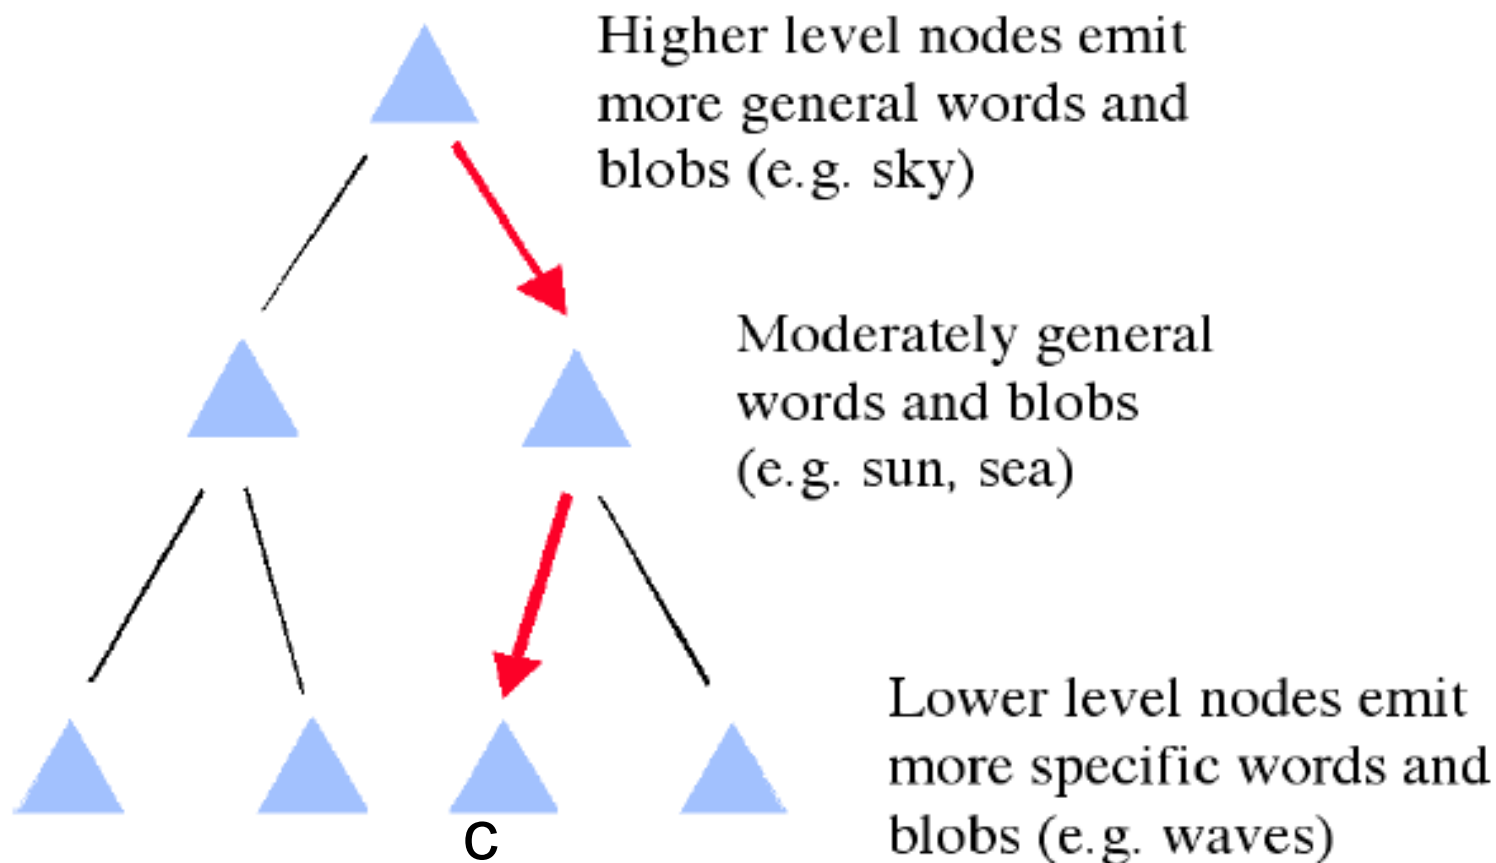 Higher level nodes emit
more general words and
blobs (e.g. sky)
Moderately general
words and blobs
(e.g. sun, sea)
Lower level nodes emit
more specific words and
blobs (e.g. waves)
c